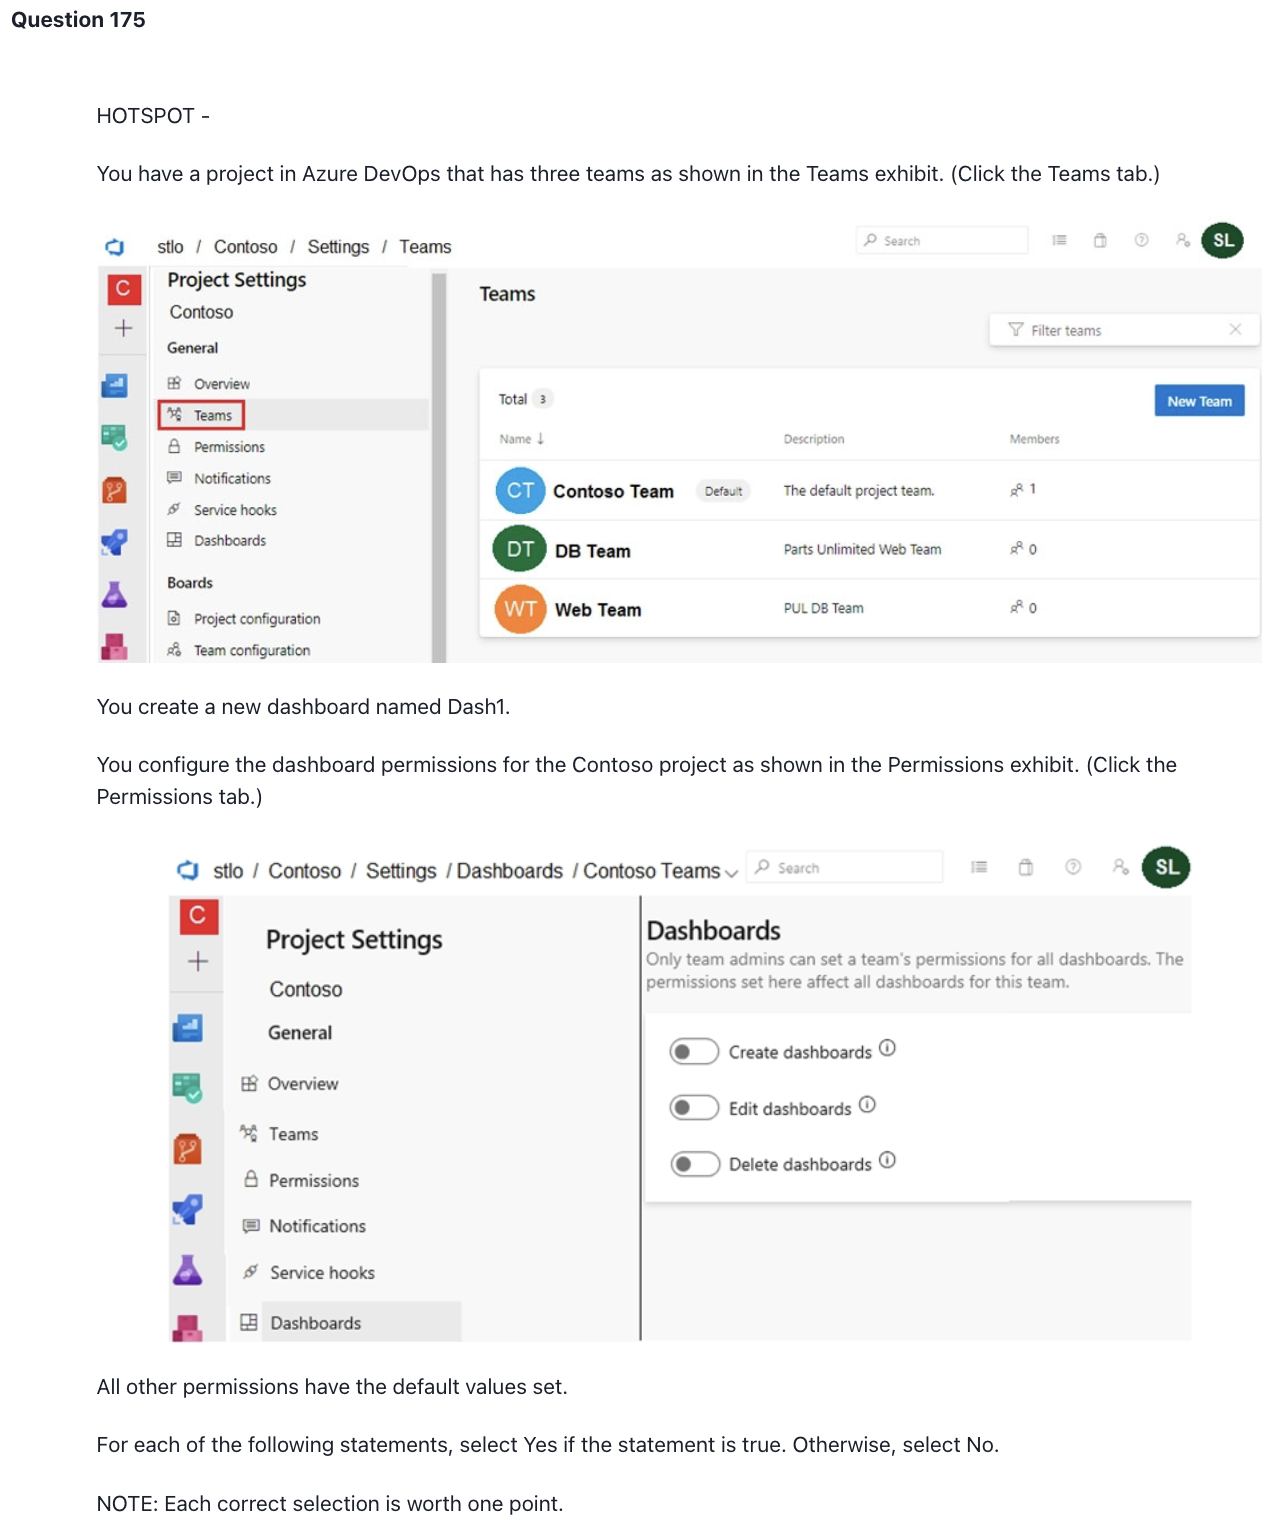 Question 175
HOTSPOT -
You have a project in Azure DevOps that has three teams as shown in the Teams exhibit. (Click the Teams tab.)
stlo / Contoso / Settings / Teams
Search
SL
C
Project Settings
Contoso
General
Overview
Teams
Permissions
Notifications
Service hooks
Dashboards
Boards
Project configuration
Team configuration
Teams
Filter teams
Total 3
New Team
Name ↓ Description Members
CT Contoso Team Default The default project team. 1
DT DB Team Parts Unlimited Web Team 0
WT Web Team PUL DB Team 0
You create a new dashboard named Dash1.
You configure the dashboard permissions for the Contoso project as shown in the Permissions exhibit. (Click the
Permissions tab.)
stlo / Contoso / Settings / Dashboards / Contoso Teams
Search
SL
C
Project Settings
Contoso
General
Overview
Teams
Permissions
Notifications
Service hooks
Dashboards
Dashboards
Only team admins can set a team's permissions for all dashboards. The
permissions set here affect all dashboards for this team.
Create dashboards
Edit dashboards
Delete dashboards
All other permissions have the default values set.
For each of the following statements, select Yes if the statement is true. Otherwise, select No.
NOTE: Each correct selection is worth one point.